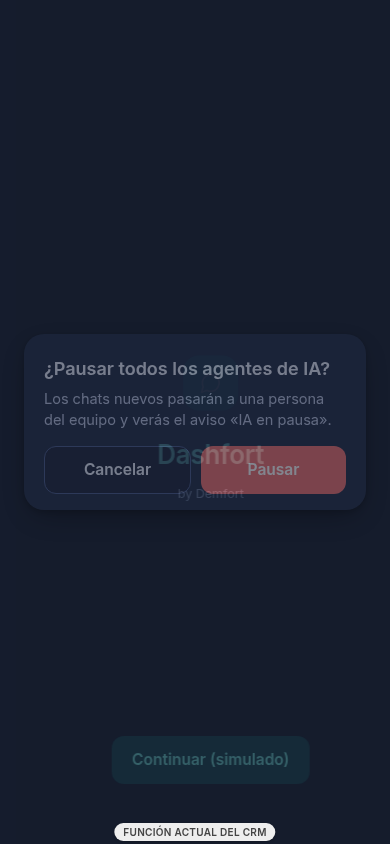 ¿Pausar todos los agentes de IA?
Los chats nuevos pasarán a una persona
del equipo y verás el aviso «IA en pausa».
Dashfort
Cancelar
Pausar
by Demfort
Continuar (simulado)
FUNCIÓN ACTUAL DEL CRM